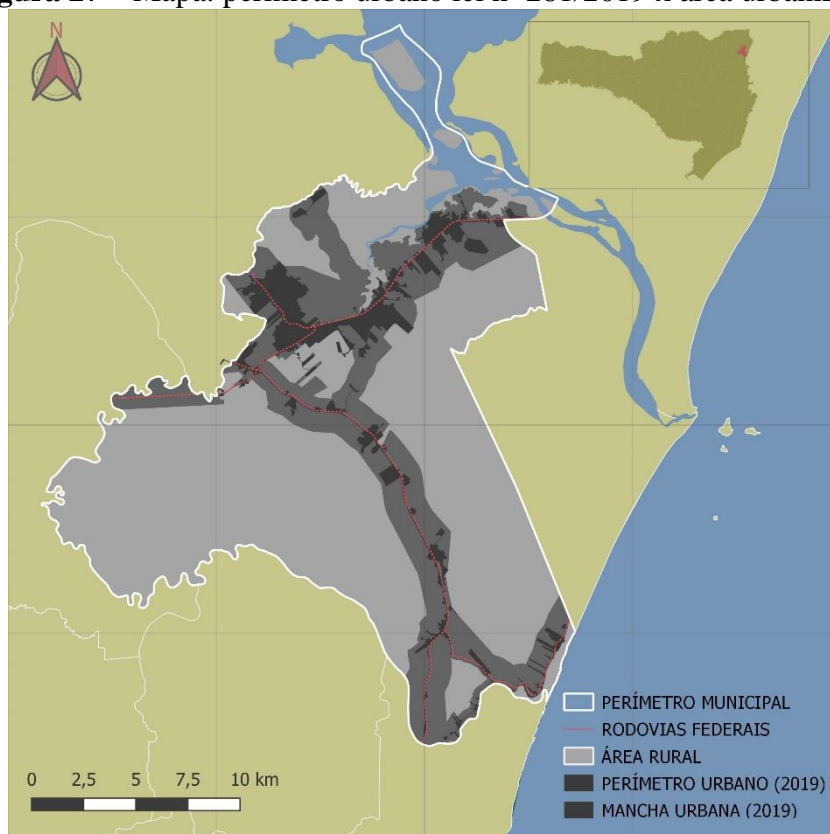 N
PERÍMETRO MUNICIPAL
RODOVIAS FEDERAIS
ÁREA RURAL
PERÍMETRO URBANO (2019)
MANCHA URBANA (2019)
0 2,5 5 7,5 10 km